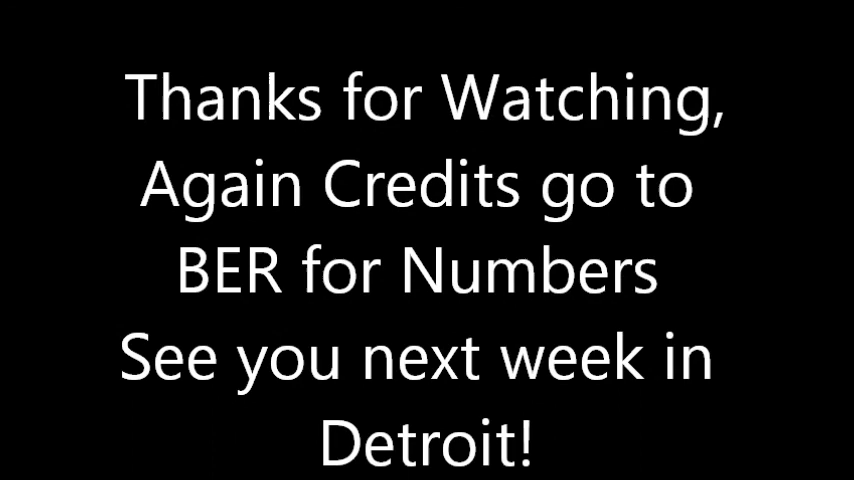 Thanks for Watching,
Again Credits go to
BER for Numbers
See you next week in
Detroit!